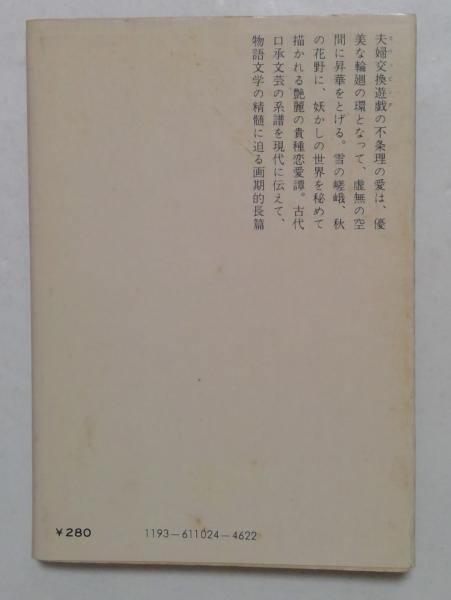 夫婦交換遊戯の不条理の愛は、優
美な輪廻の環となって、虚無の空
間に昇華をとげる。雪の嵯峨、秋
の花野に、妖かしの世界を秘めて
描かれる艶麗の貴種恋愛譚。古代
口承文芸の系譜を現代に伝えて、
物語文学の精髄に迫る画期的長篇
¥280
1193-611024-4622